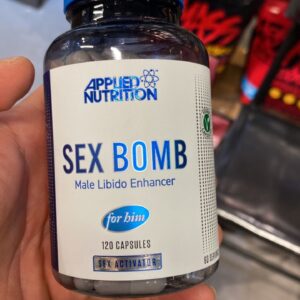 APPLIED
NUTRITION
SEX BOMB
Male Libido Enhancer
for him
120 CAPSULES
SEX ACTIVATOR